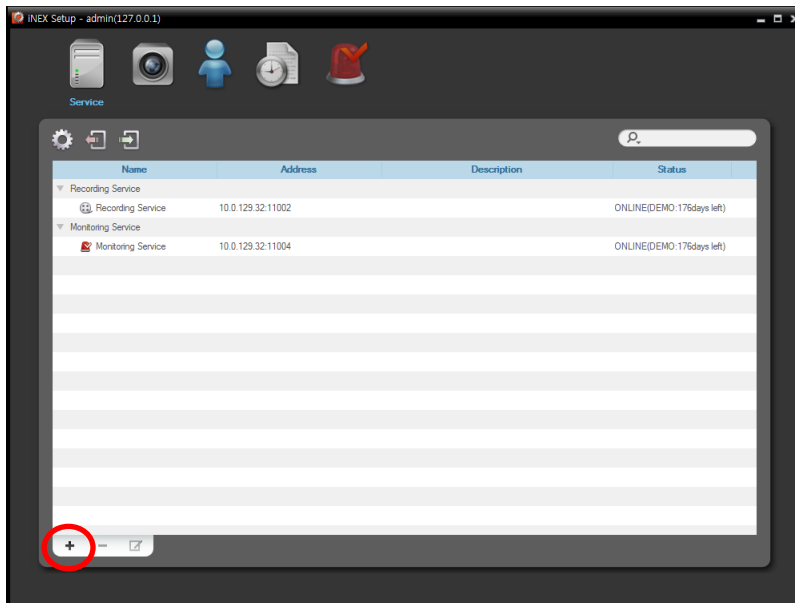 iNEX Setup - admin(127.0.0.1)
Service
Name Address Description Status
Recording Service
Recording Service 10.0.129.32:11002 ONLINE(DEMO:176days left)
Monitoring Service
Monitoring Service 10.0.129.32:11004 ONLINE(DEMO:176days left)